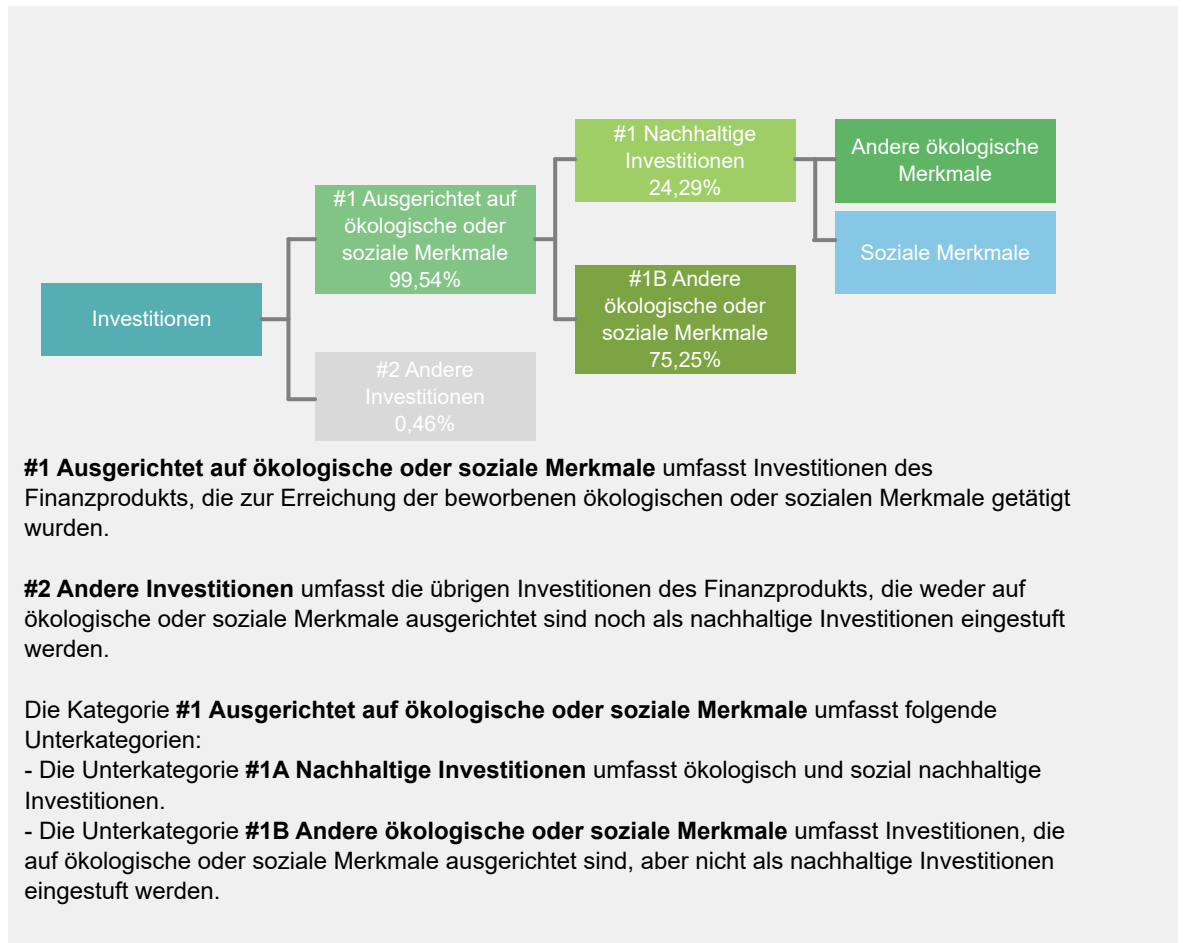 #1 Nachhaltige
Investitionen
24,29%
Andere ökologische
Merkmale
#1 Ausgerichtet auf
ökologische oder
soziale Merkmale
99,54%
Soziale Merkmale
#1B Andere
ökologische oder
soziale Merkmale
75,25%
Investitionen
#2 Andere
Investitionen
0,46%
#1 Ausgerichtet auf ökologische oder soziale Merkmale umfasst Investitionen des
Finanzprodukts, die zur Erreichung der beworbenen ökologischen oder sozialen Merkmale getätigt
wurden.
#2 Andere Investitionen umfasst die übrigen Investitionen des Finanzprodukts, die weder auf
ökologische oder soziale Merkmale ausgerichtet sind noch als nachhaltige Investitionen eingestuft
werden.
Die Kategorie #1 Ausgerichtet auf ökologische oder soziale Merkmale umfasst folgende
Unterkategorien:
- Die Unterkategorie #1A Nachhaltige Investitionen umfasst ökologisch und sozial nachhaltige
Investitionen.
- Die Unterkategorie #1B Andere ökologische oder soziale Merkmale umfasst Investitionen, die
auf ökologische oder soziale Merkmale ausgerichtet sind, aber nicht als nachhaltige Investitionen
eingestuft werden.